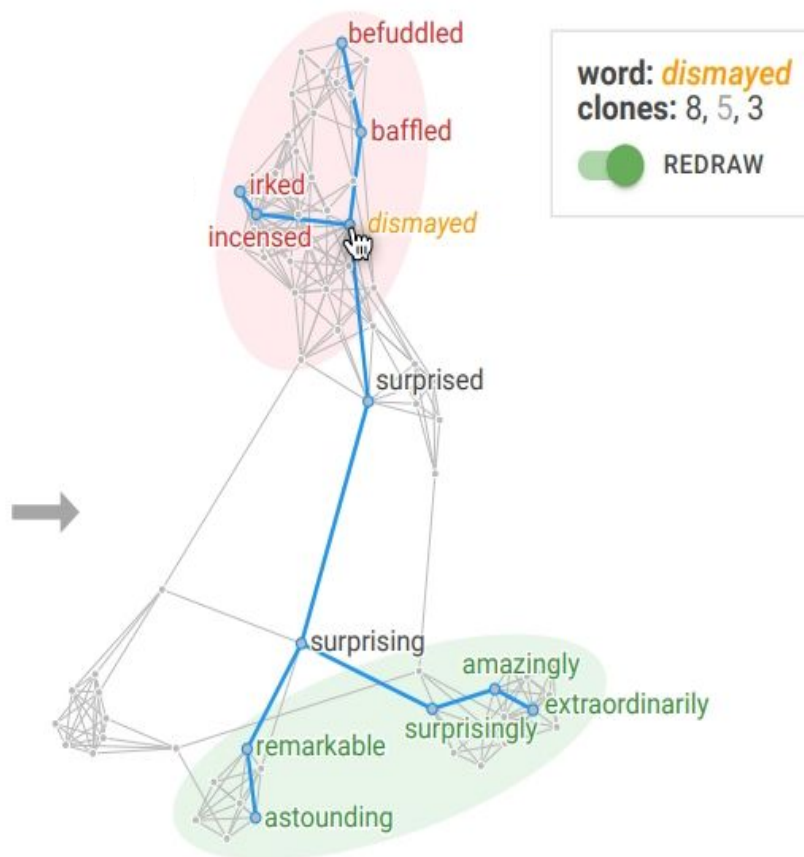 befuddled
word: dismayed
clones: 8, 5, 3
baffled
REDRAW
irked
incensed
dismayed
surprised
surprising
amazingly
extraordinarily
surprisingly
remarkable
astounding